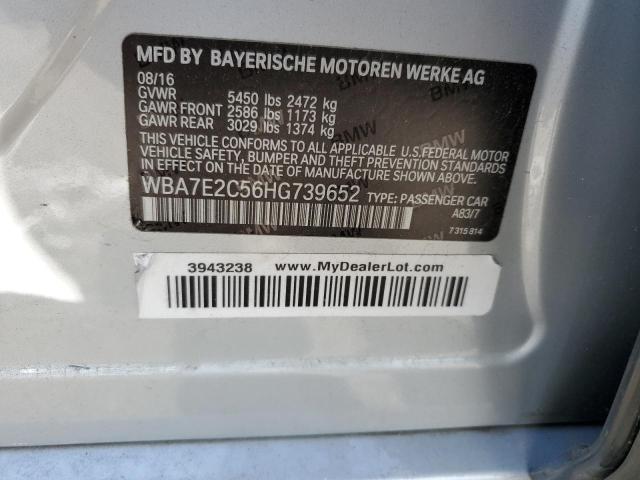 MFD BY BAYERISCHE MOTOREN WERKE AG
08/16
GVWR 5450 lbs 2472 kg
GAWR FRONT 2586 lbs 1173 kg
GAWR REAR 3029 lbs 1374 kg
THIS VEHICLE CONFORMS TO ALL APPLICABLE U.S.FEDERAL MOTOR
VEHICLE SAFETY, BUMPER AND THEFT PREVENTION STANDARDS
IN EFFECT ON THE DATE OF MANUFACTURE SHOWN ABOVE.
WBA7E2C56HG739652 TYPE: PASSENGER CAR
A83/7
7 315 814
3943238 www.MyDealerLot.com